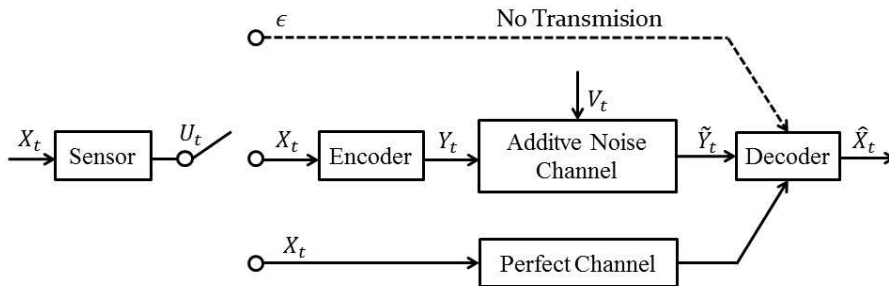 ϵ No Transmision
V_t
X_t Sensor U_t X_t Encoder Y_t Additve Noise Channel Ỹ_t Decoder X̂_t
X_t Perfect Channel